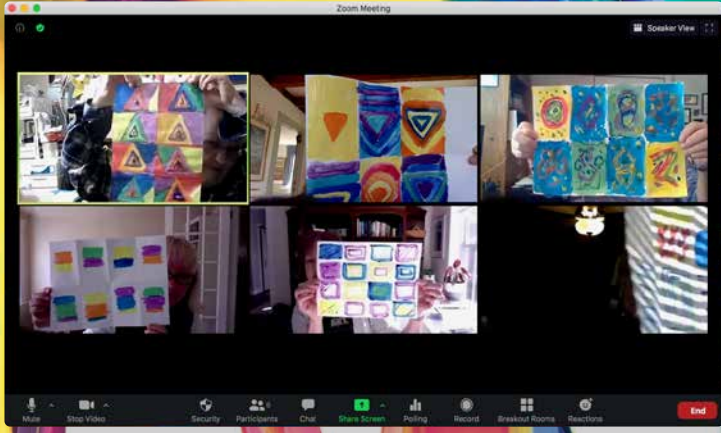 Zoom Meeting
Speaker View
Mute
Stop Video
Security
Participants
Chat
Share Screen
Polling
Record
Breakout Rooms
Reactions
End